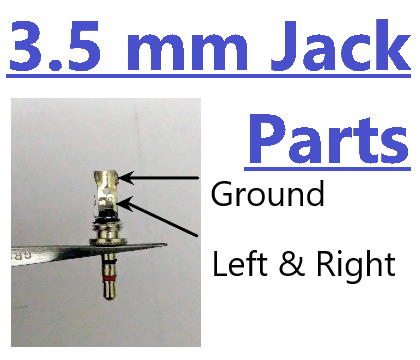 3.5 mm Jack
Parts
Ground
Left & Right